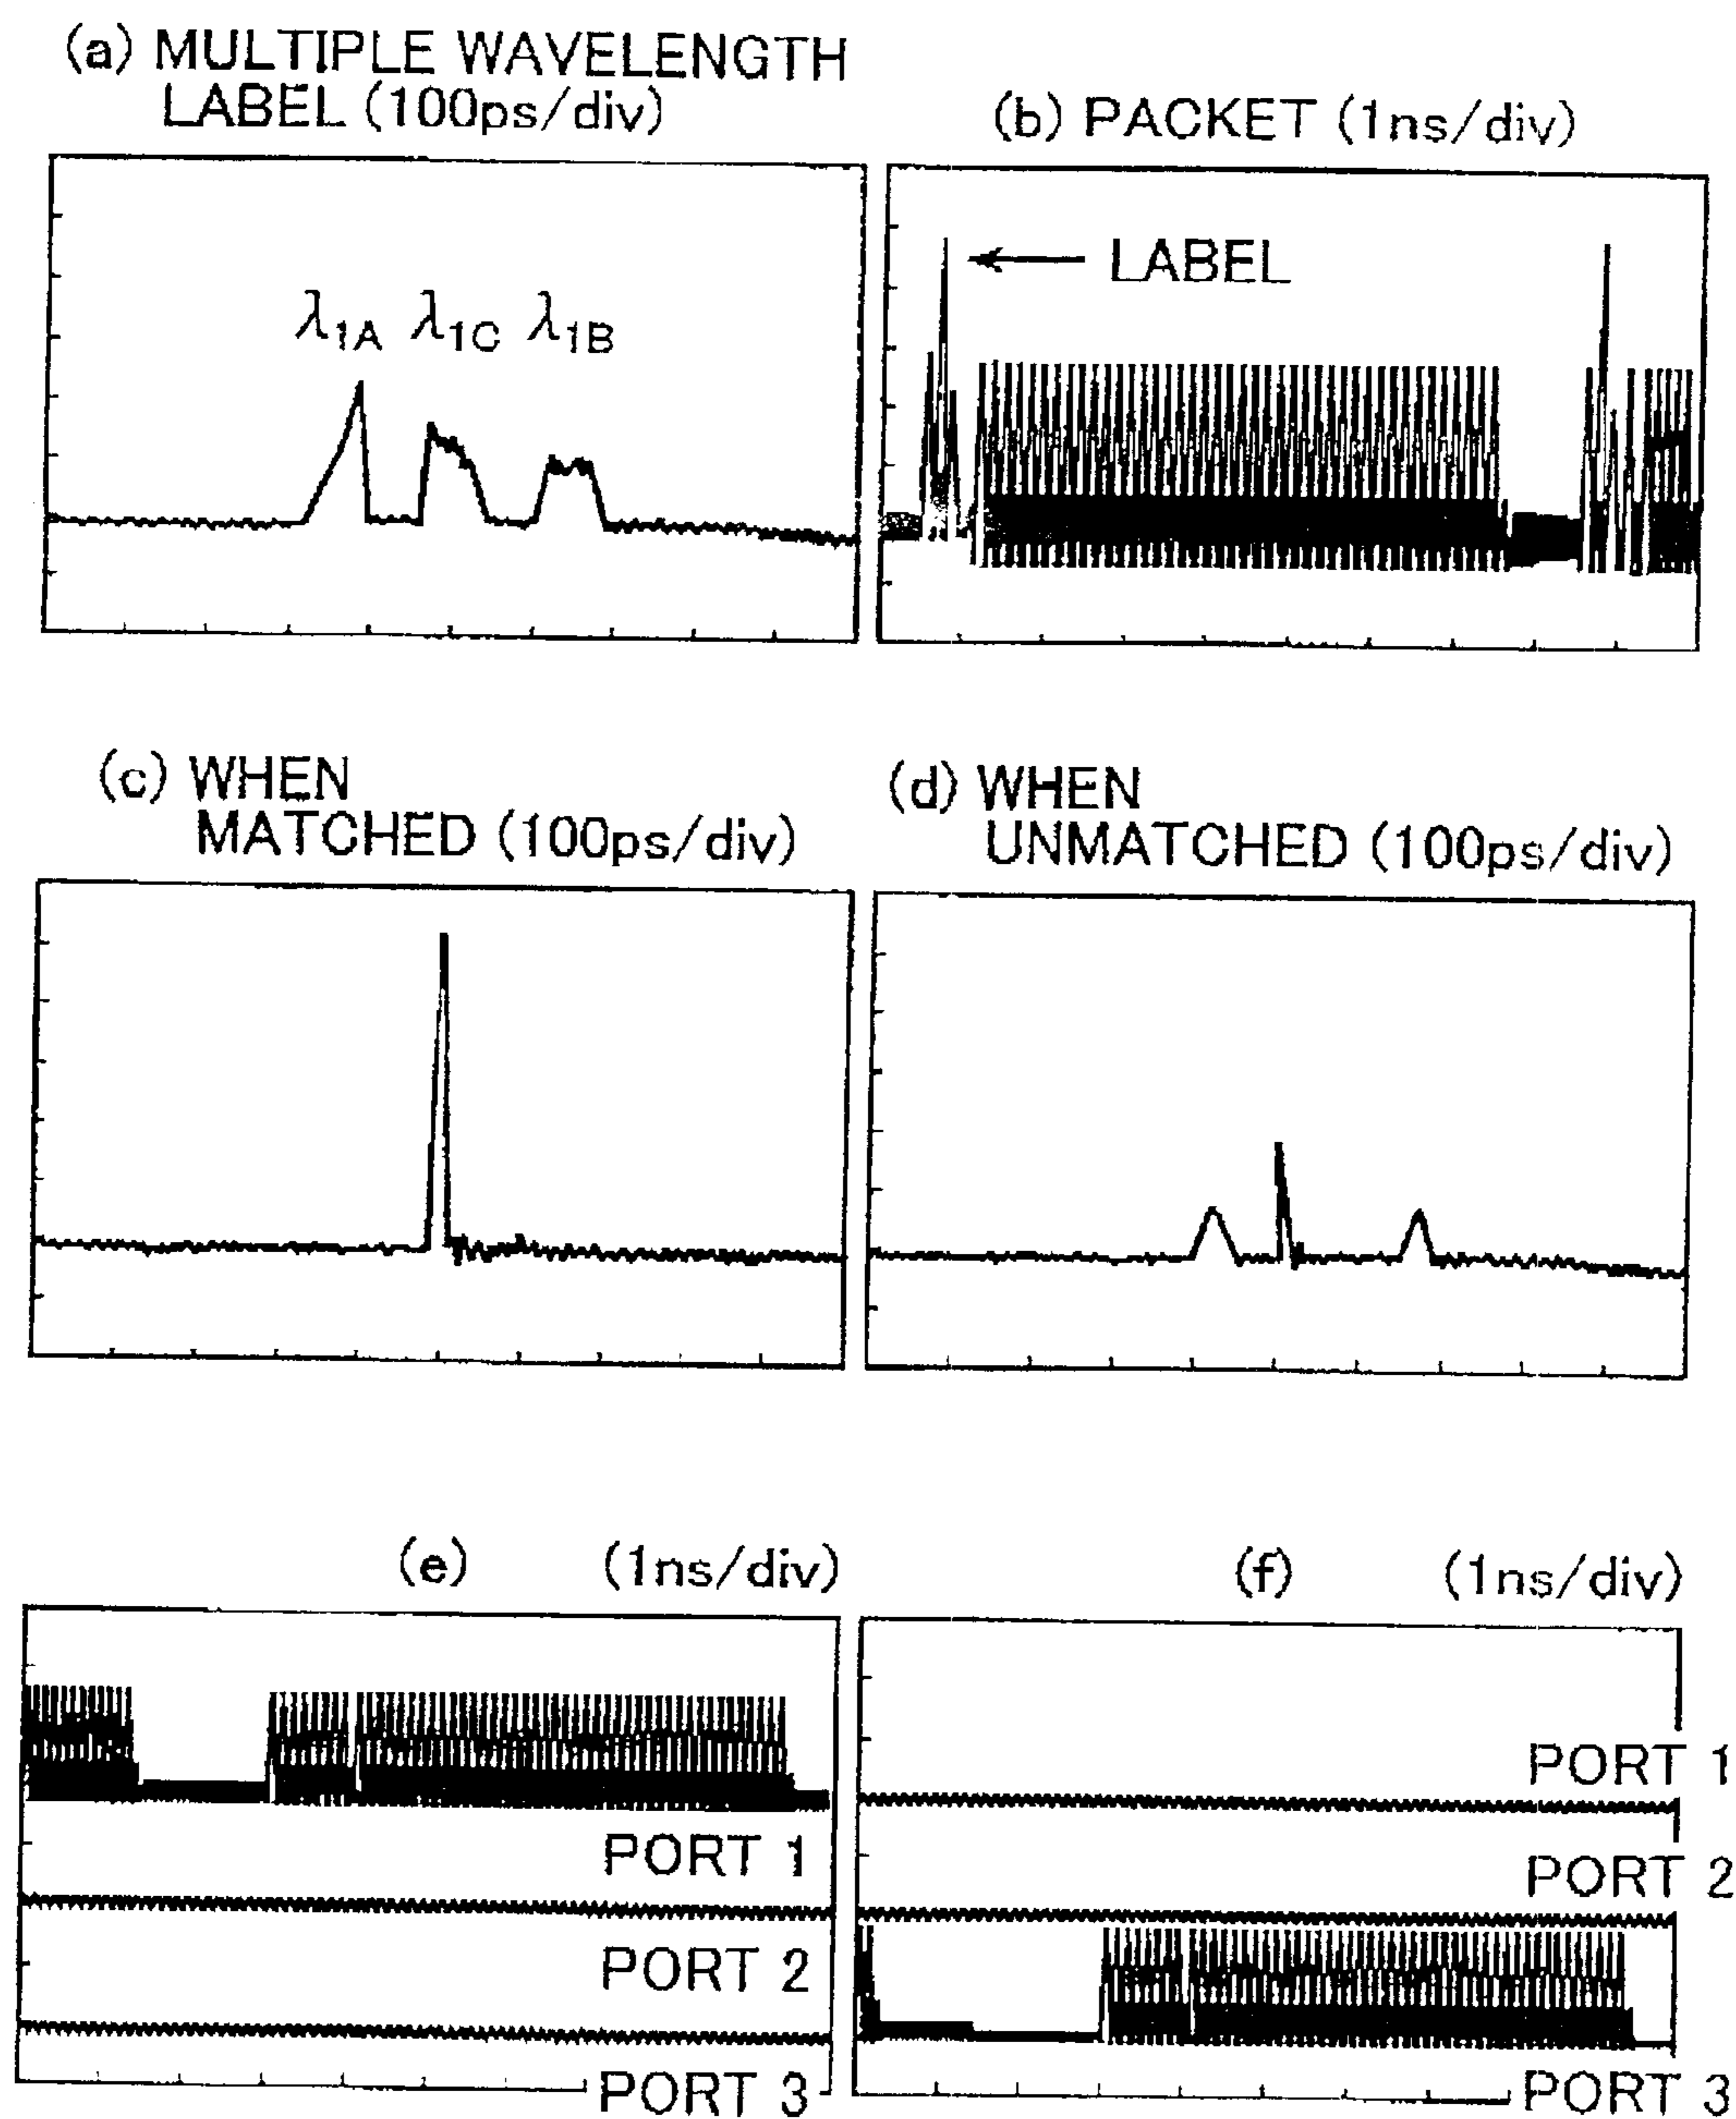 (a) MULTIPLE WAVELENGTH
LABEL (100ps/div)
(b) PACKET (1ns/div)
λ1A λ1C λ1B
LABEL
(c) WHEN
MATCHED (100ps/div)
(d) WHEN
UNMATCHED (100ps/div)
(e) (1ns/div)
PORT 1
PORT 2
PORT 3
(f) (1ns/div)
PORT 1
PORT 2
PORT 3